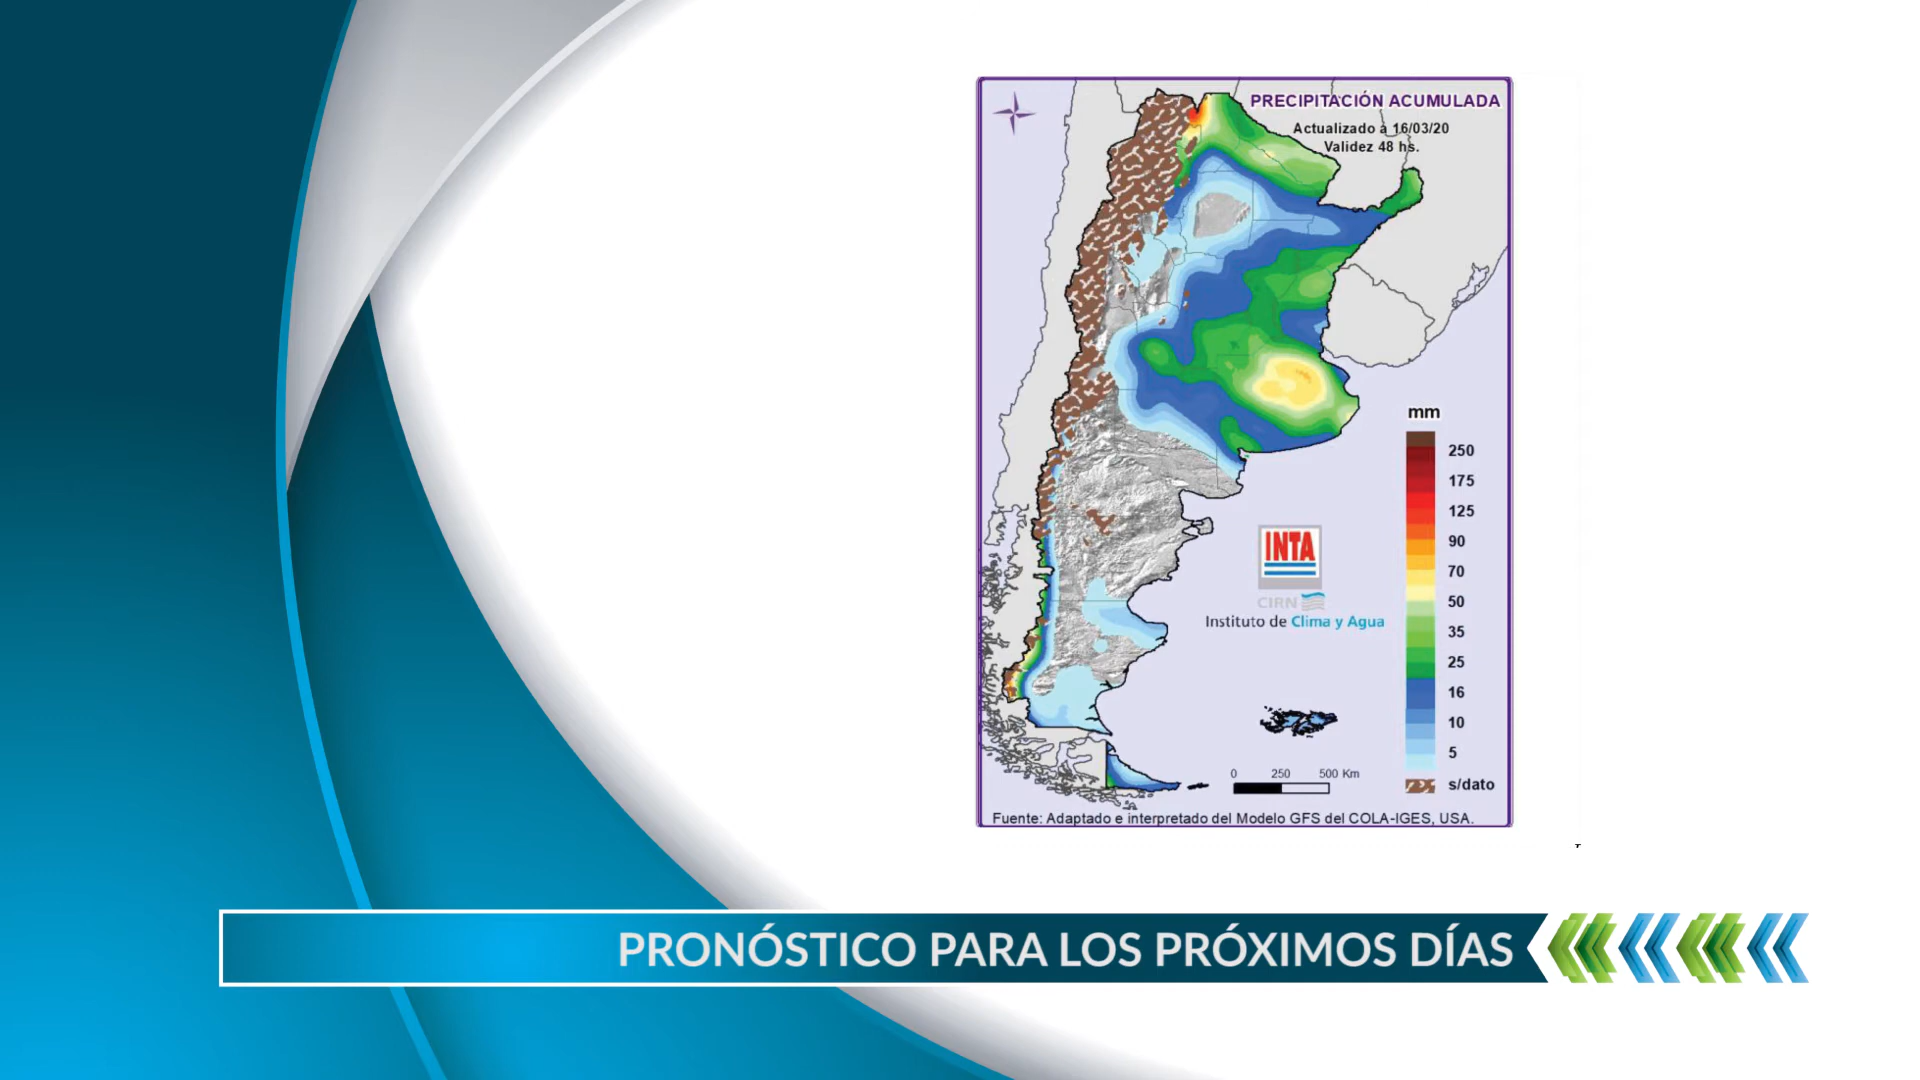 PRECIPITACIÓN ACUMULADA
Actualizado a 16/03/20
Validez 48 hs.
mm
250
175
125
90
70
50
35
25
16
10
5
s/dato
INTA
CIRN
Instituto de Clima y Agua
0 250 500 Km
Fuente: Adaptado e interpretado del Modelo GFS del COLA-IGES, USA.
PRONÓSTICO PARA LOS PRÓXIMOS DÍAS